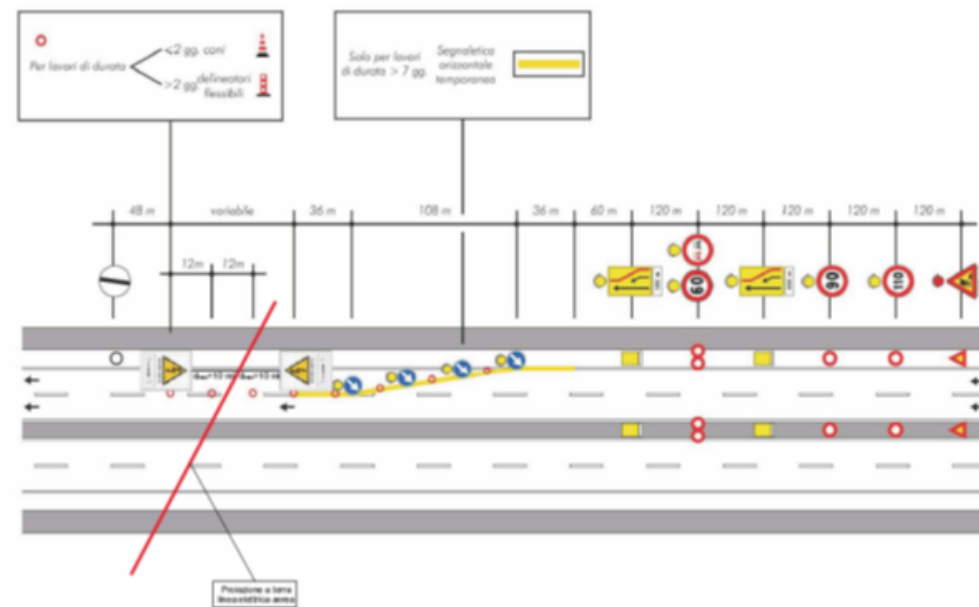 Per lavori di durata
<2 gg. coni
>2 gg. delineatori
flessibili
Solo per lavori
di durata > 7 gg.
Segnaletica
orizzontale
temporanea
48 m
variabile
36 m
108 m
36 m
60 m
120 m
120 m
120 m
120 m
120 m
12m
12m
60
90
110
Proiezione a terra
linea elettrica aerea